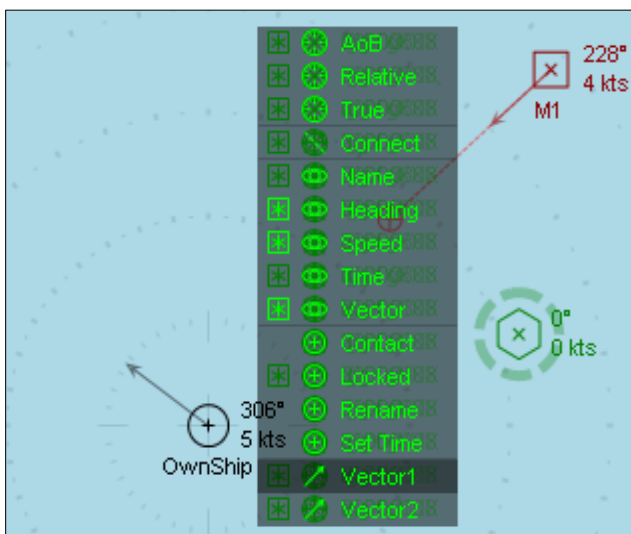 AoB
Relative
True
Connect
Name
Heading
Speed
Time
Vector
Contact
Locked
Rename
Set Time
Vector1
Vector2
228°
4 kts
M1
0°
0 kts
306°
5 kts
OwnShip